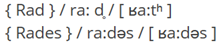 { Rad } / ra: d̥ / [ ʁa:tʰ ]
{ Rades } / ra:dəs / [ ʁa:dəs ]